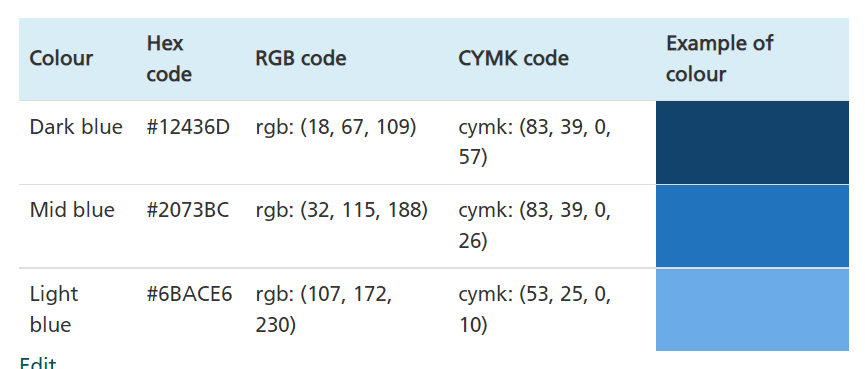 Colour Hex code RGB code CYMK code Example of colour
Dark blue #12436D rgb: (18, 67, 109) cymk: (83, 39, 0, 57)
Mid blue #2073BC rgb: (32, 115, 188) cymk: (83, 39, 0, 26)
Light blue #6BACE6 rgb: (107, 172, 230) cymk: (53, 25, 0, 10)
Edit